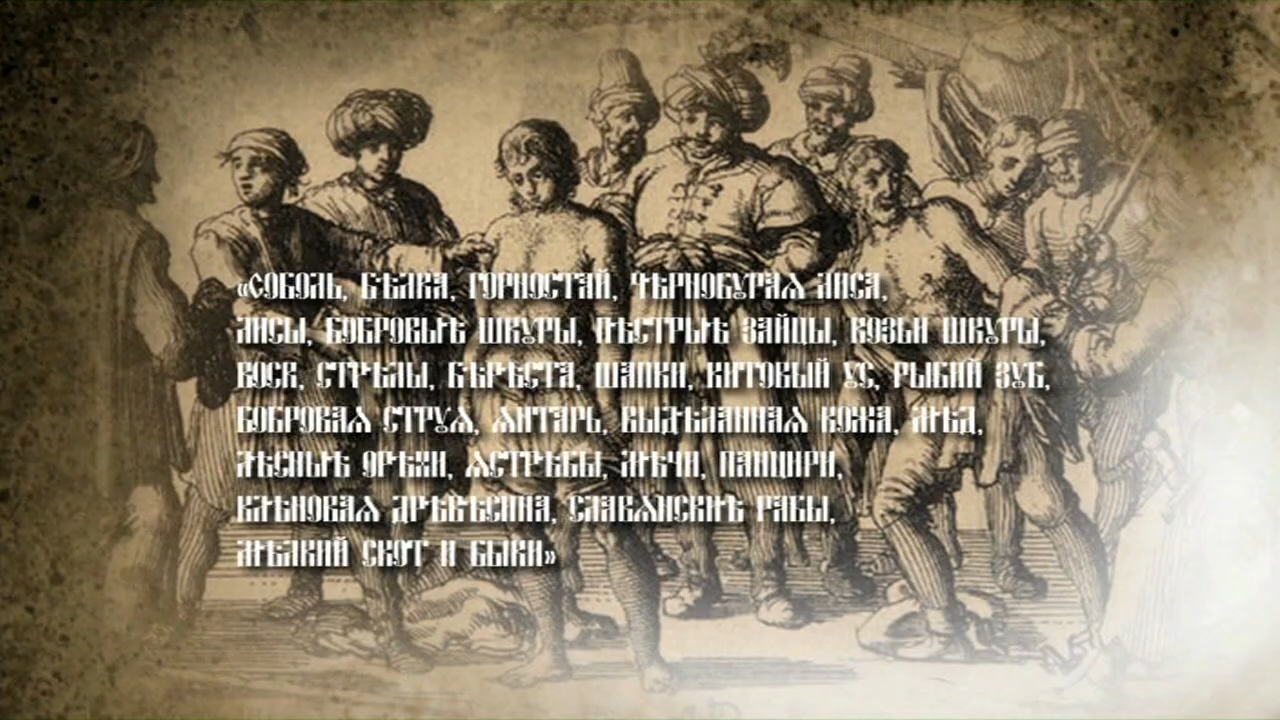 «СОБОЛЬ, БЕЛКА, ГОРНОСТАЙ, ЧЕРНОБУРАЯ ЛИСА,
ЛИСЫ, БОБРОВЫЕ ШКУРЫ, ПЕСТРЫЕ ЗАЙЦЫ, КОЗЬИ ШКУРЫ,
ВОСК, СТРЕЛЫ, БЕРЕСТА, ШАПКИ, КИТОВЫЙ УС, РЫБИЙ ЗУБ,
БОБРОВАЯ СТРУЯ, ЯНТАРЬ, ВЫДЕЛАННАЯ КОЖА, МЕД,
ЛЕСНЫЕ ОРЕХИ, ЯСТРЕБЫ, МЕЧИ, ПАНЦИРИ,
КЛЕНОВАЯ ДРЕВЕСИНА, СЛАВЯНСКИЕ РАБЫ,
МЕЛКИЙ СКОТ И БЫКИ»